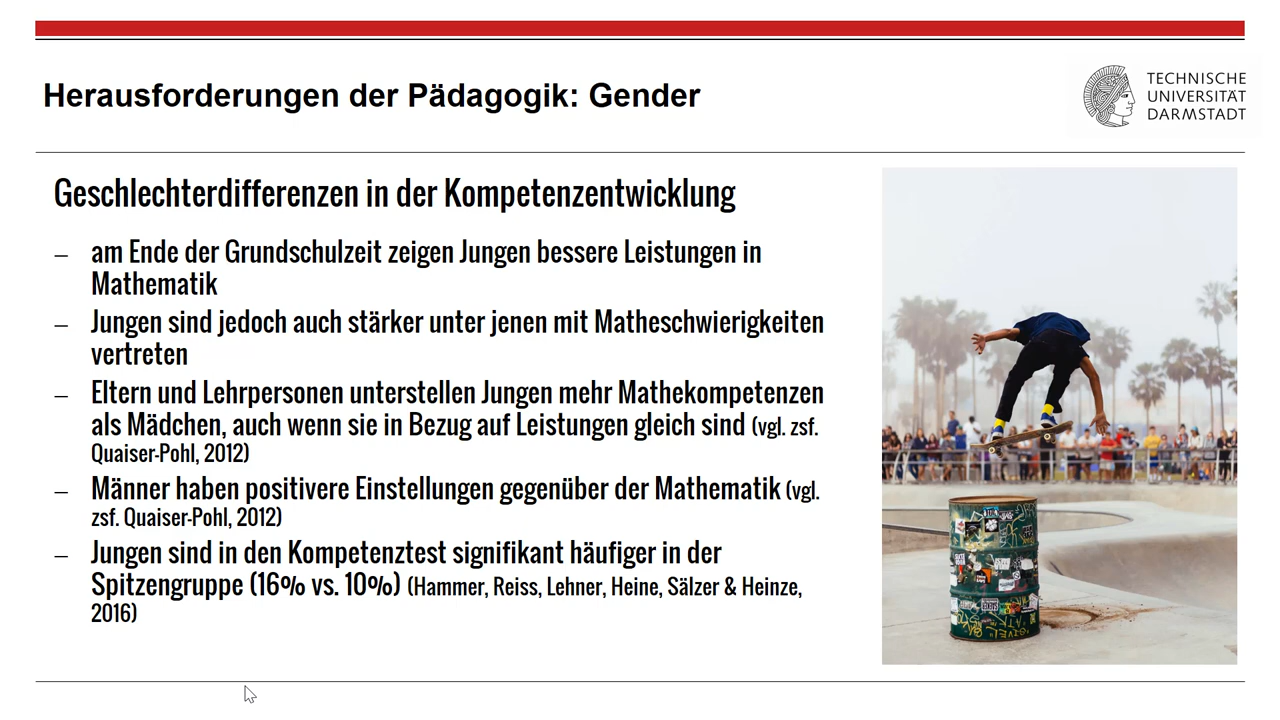 Herausforderungen der Pädagogik: Gender
TECHNISCHE
UNIVERSITÄT
DARMSTADT
Geschlechterdifferenzen in der Kompetenzentwicklung
– am Ende der Grundschulzeit zeigen Jungen bessere Leistungen in
Mathematik
– Jungen sind jedoch auch stärker unter jenen mit Matheschwierigkeiten
vertreten
– Eltern und Lehrpersonen unterstellen Jungen mehr Mathekompetenzen
als Mädchen, auch wenn sie in Bezug auf Leistungen gleich sind (vgl. zsf.
Quaiser-Pohl, 2012)
– Männer haben positivere Einstellungen gegenüber der Mathematik (vgl.
zsf. Quaiser-Pohl, 2012)
– Jungen sind in den Kompetenztest signifikant häufiger in der
Spitzengruppe (16% vs. 10%) (Hammer, Reiss, Lehner, Heine, Sälzer & Heinze,
2016)